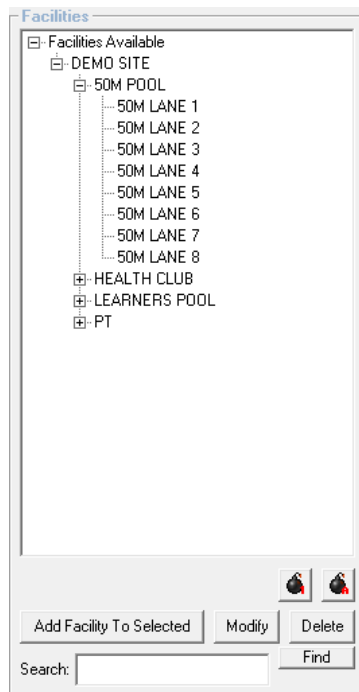 Facilities
Facilities Available
DEMO SITE
50M POOL
50M LANE 1
50M LANE 2
50M LANE 3
50M LANE 4
50M LANE 5
50M LANE 6
50M LANE 7
50M LANE 8
HEALTH CLUB
LEARNERS POOL
PT
Add Facility To Selected Modify Delete
Search: Find